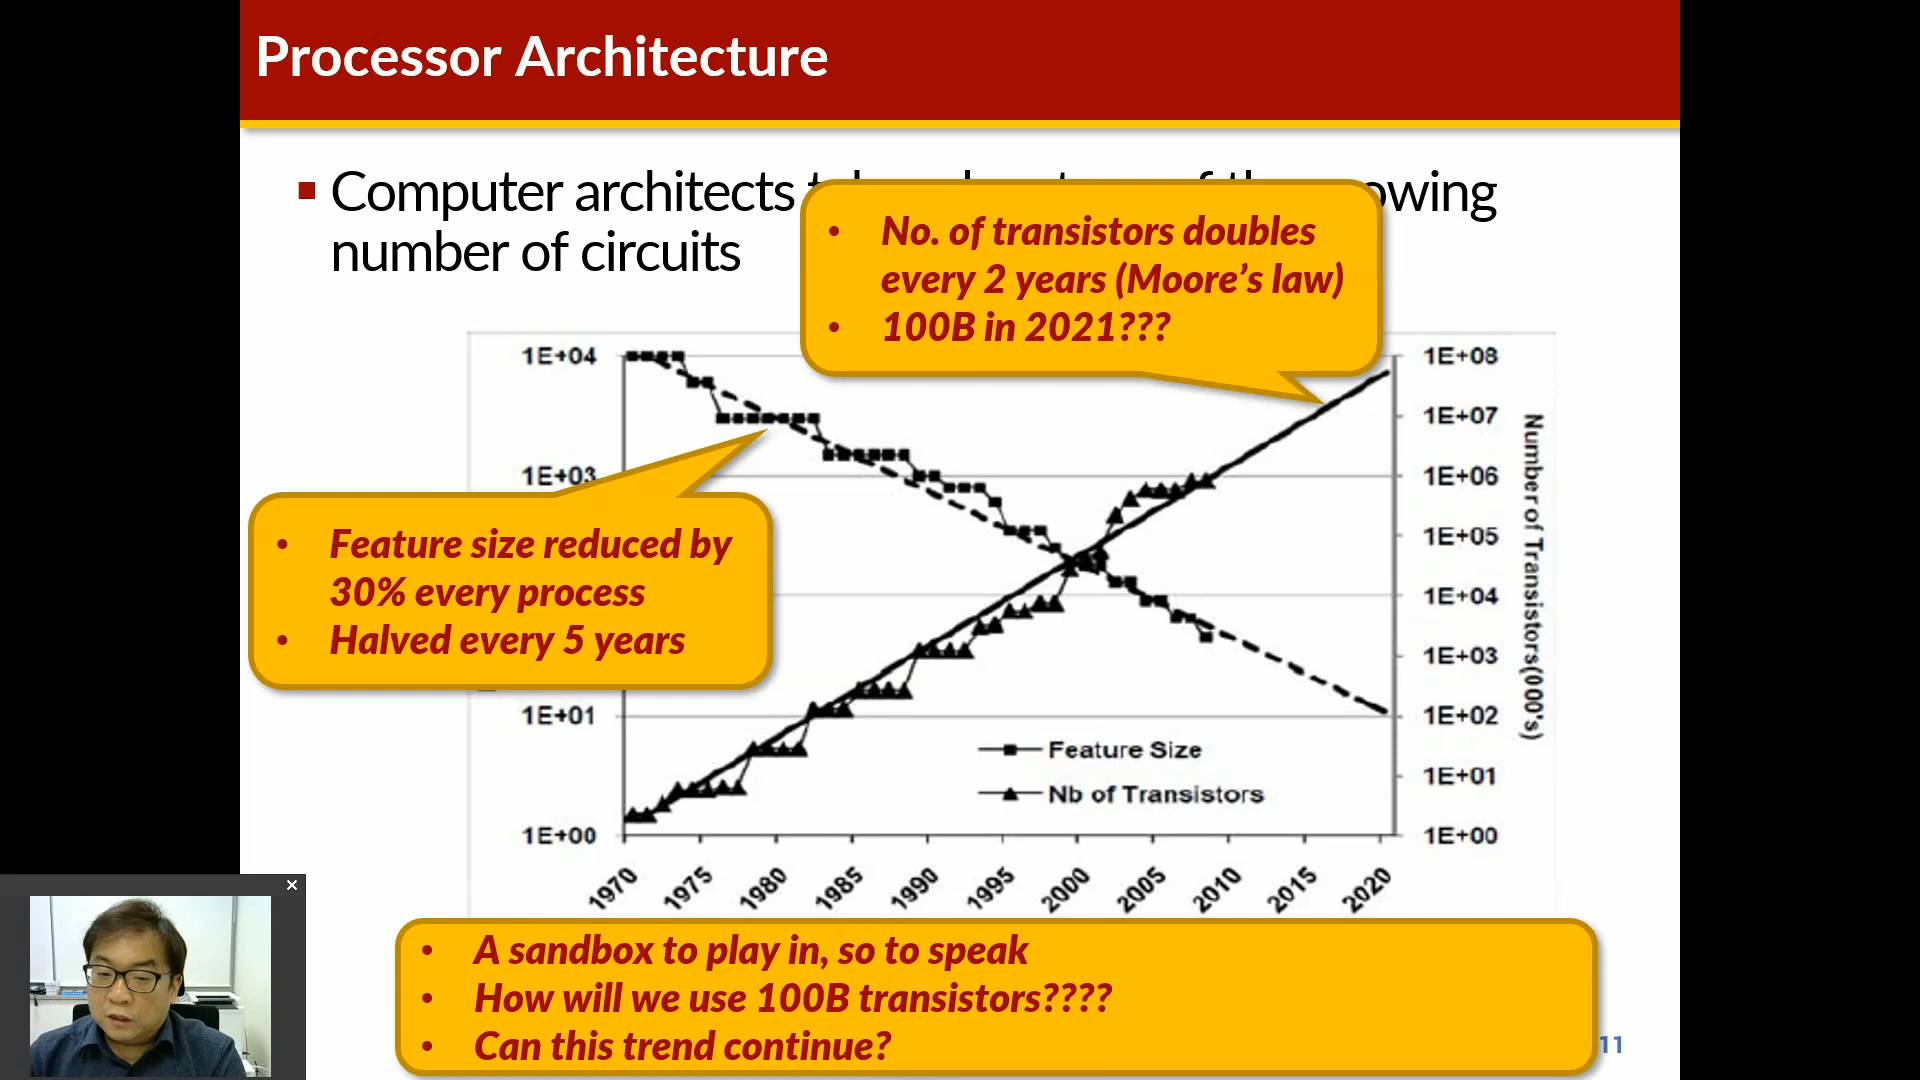 Processor Architecture
Computer architects owing
number of circuits
• No. of transistors doubles
every 2 years (Moore's law)
• 100B in 2021???
1E+04
1E+03
1E+01
1E+00
• Feature size reduced by
30% every process
• Halved every 5 years
1E+08
1E+07
1E+06
1E+05
1E+04
1E+03
1E+02
1E+01
1E+00
Number of Transistors(000's)
Feature Size
Nb of Transistors
1970 1975 1980 1985 1990 1995 2000 2005 2010 2015 2020
• A sandbox to play in, so to speak
• How will we use 100B transistors????
• Can this trend continue?
11